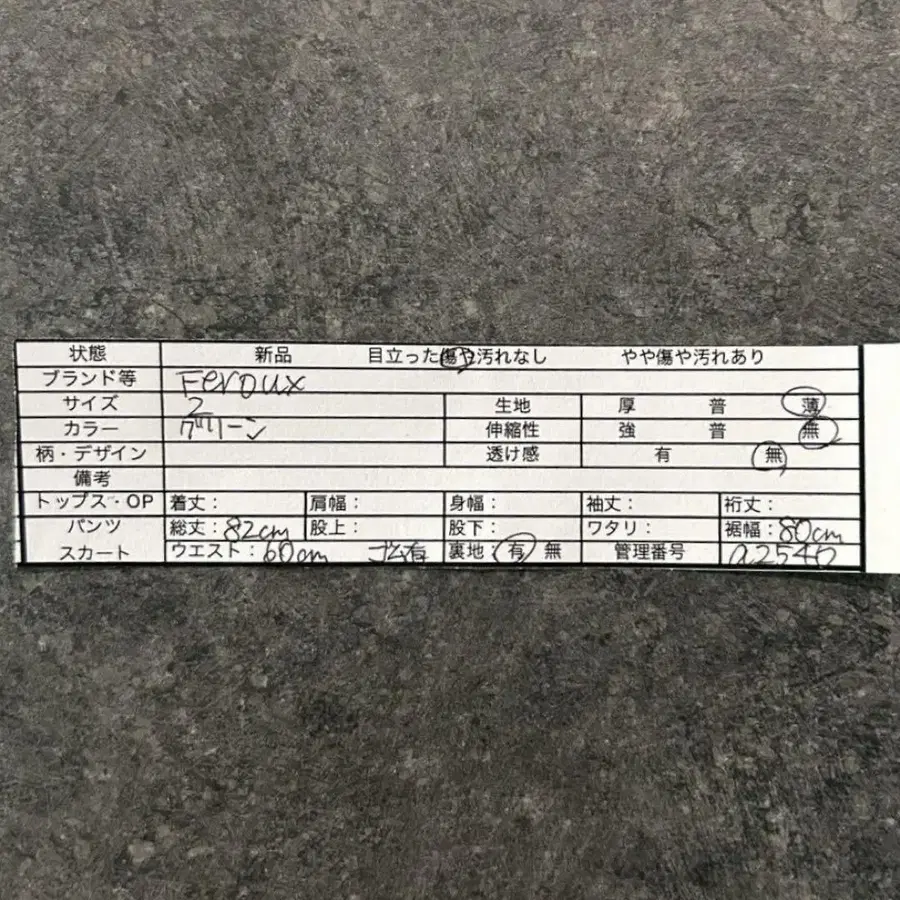 状態 新品 目立った傷や汚れなし やや傷や汚れあり
ブランド等 Feroux
サイズ 2 生地 厚 普 薄
カラー グリーン 伸縮性 強 普 無
柄・デザイン 透け感 有 無
備考
トップス・OP 着丈： 肩幅： 身幅： 袖丈： 裄丈：
パンツ 総丈：82cm 股上： 股下： ワタリ： 裾幅：80cm
スカート ウエスト：60cm ゴム有 裏地：有 無 管理番号 a2546